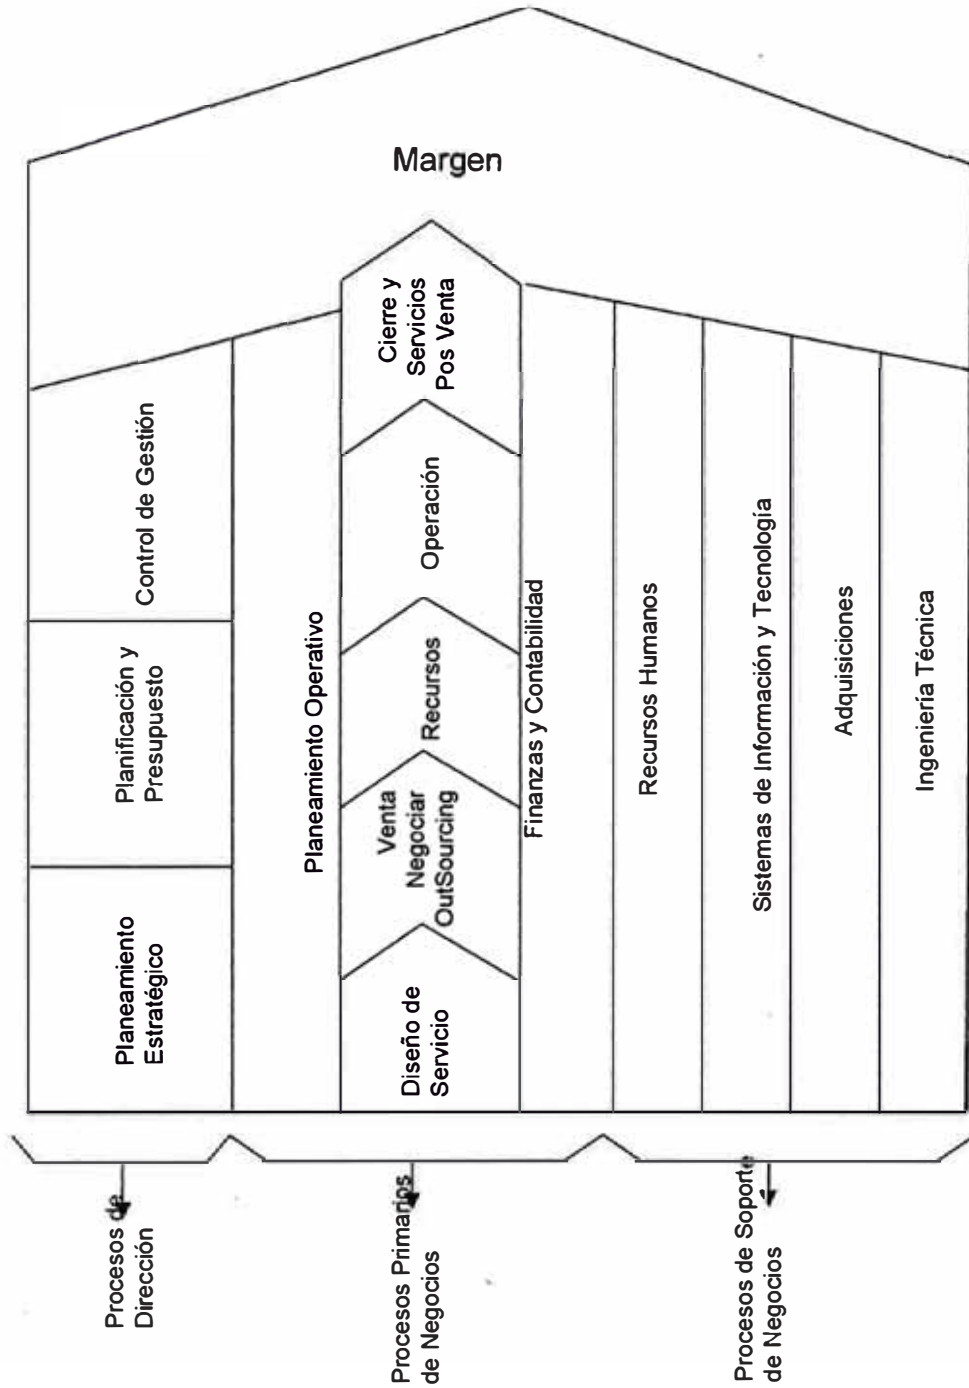 Margen
Procesos de
Dirección
Planeamiento
Estratégico
Planificación y
Presupuesto
Control de Gestión
Procesos Primarios
de Negocios
Planeamiento Operativo
Diseño de
Servicio
Venta
Negociar
OutSourcing
Recursos
Operación
Cierre y
Servicios
Pos Venta
Finanzas y Contabilidad
Procesos de Soporte
de Negocios
Recursos Humanos
Sistemas de Información y Tecnología
Adquisiciones
Ingeniería Técnica